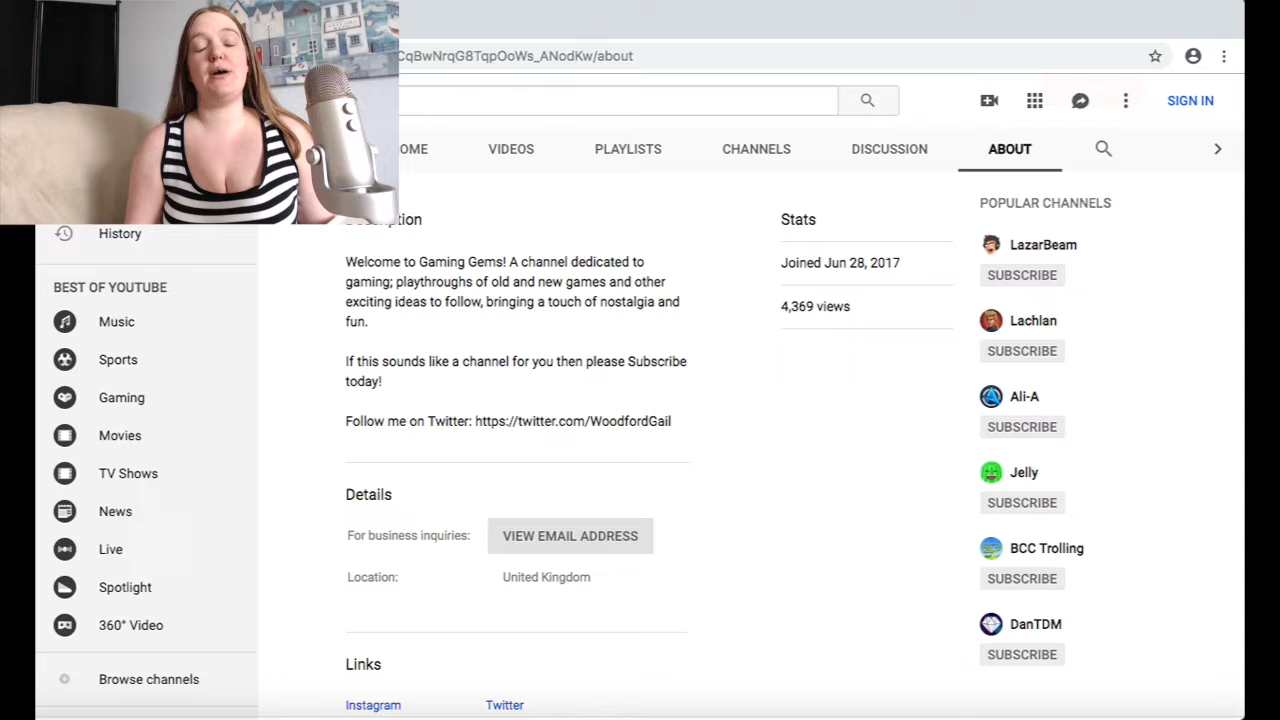 CqBwNrqG8TqpOoWs_ANodKw/about
SIGN IN
OME
VIDEOS
PLAYLISTS
CHANNELS
DISCUSSION
ABOUT
History
BEST OF YOUTUBE
Music
Sports
Gaming
Movies
TV Shows
News
Live
Spotlight
360° Video
Browse channels
ption
Welcome to Gaming Gems! A channel dedicated to
gaming; playthroughs of old and new games and other
exciting ideas to follow, bringing a touch of nostalgia and
fun.
If this sounds like a channel for you then please Subscribe
today!
Follow me on Twitter: https://twitter.com/WoodfordGail
Details
For business inquiries:
VIEW EMAIL ADDRESS
Location:
United Kingdom
Links
Instagram
Twitter
Stats
Joined Jun 28, 2017
4,369 views
POPULAR CHANNELS
LazarBeam
SUBSCRIBE
Lachlan
SUBSCRIBE
Ali-A
SUBSCRIBE
Jelly
SUBSCRIBE
BCC Trolling
SUBSCRIBE
DanTDM
SUBSCRIBE